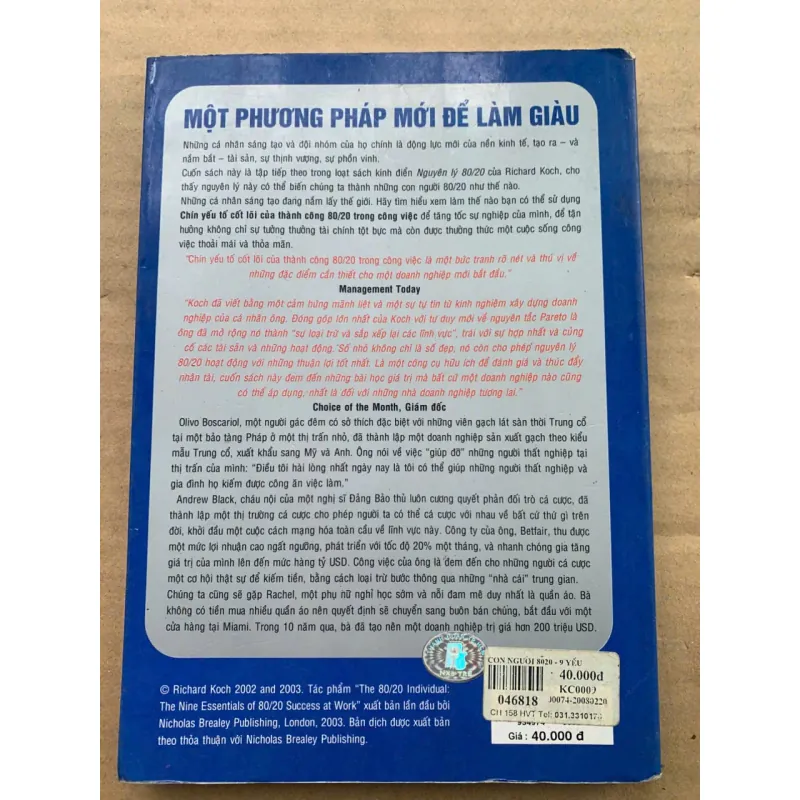 MỘT PHƯƠNG PHÁP MỚI ĐỂ LÀM GIÀU
Những cá nhân sáng tạo và đội nhóm của họ chính là động lực mới của nền kinh tế, tạo ra – và
nắm bắt – tài sản, sự thịnh vượng, sự phồn vinh.
Cuốn sách này là tập tiếp theo trong loạt sách kinh điển Nguyên lý 80/20 của Richard Koch, cho
thấy nguyên lý này có thể biến chúng ta thành những con người 80/20 như thế nào.
Những cá nhân sáng tạo đang nắm lấy thế giới. Hãy tìm hiểu xem làm thế nào bạn có thể sử dụng
Chín yếu tố cốt lõi của thành công 80/20 trong công việc để tăng tốc sự nghiệp của mình, để tận
hưởng không chỉ sự tưởng thưởng tài chính tột bực mà còn được thưởng thức một cuộc sống công
việc thoải mái và thỏa mãn.
"Chín yếu tố cốt lõi của thành công 80/20 trong công việc là một bức tranh rõ nét và thú vị về
những đặc điểm cần thiết cho một doanh nghiệp mới bắt đầu."
Management Today
"Koch đã viết bằng một cảm hứng mãnh liệt và một sự tự tin từ kinh nghiệm xây dựng doanh
nghiệp của cá nhân ông. Đóng góp lớn nhất của Koch với tư duy mới về nguyên tắc Pareto là
ông đã mở rộng nó thành "sự loại trừ và sắp xếp lại các lĩnh vực", trái với sự hợp nhất và củng
cố các tài sản và những hoạt động. Số nhỏ không chỉ là số đẹp, nó còn cho phép nguyên lý
80/20 hoạt động với những thuận lợi tốt nhất. Là một công cụ hữu ích để đánh giá và thúc đẩy
nhân tài, cuốn sách này đem đến những bài học giá trị mà bất cứ một doanh nghiệp nào cũng
có thể áp dụng, nhất là đối với những nhà doanh nghiệp tương lai."
Choice of the Month, Giám đốc
Olivo Boscariol, một người gác đêm có sở thích đặc biệt với những viên gạch lát sàn thời Trung cổ
tại một bảo tàng Pháp ở một thị trấn nhỏ, đã thành lập một doanh nghiệp sản xuất gạch theo kiểu
mẫu Trung cổ, xuất khẩu sang Mỹ và Anh. Ông nói về việc "giúp đỡ" những người thất nghiệp tại
thị trấn của mình: "Điều tôi hài lòng nhất ngày nay là tôi có thể giúp những người thất nghiệp và
gia đình họ kiếm được công ăn việc làm."
Andrew Black, cháu nội của một nghị sĩ Đảng Bảo thủ luôn cương quyết phản đối trò cá cược, đã
thành lập một thị trường cá cược cho phép người ta có thể cá cược với nhau về bất cứ thứ gì trên
đời, khởi đầu một cuộc cách mạng hóa toàn cầu về lĩnh vực này. Công ty của ông, Betfair, thu được
một mức lợi nhuận cao ngất ngưỡng, phát triển với tốc độ 20% một tháng, và nhanh chóng gia tăng
giá trị của mình lên đến mức hàng tỷ USD. Công việc của ông là đem đến cho những người cá cược
một cơ hội thật sự để kiếm tiền, bằng cách loại trừ bước thông qua những "nhà cái" trung gian.
Chúng ta cũng sẽ gặp Rachel, một phụ nữ nghỉ học sớm và nỗi đam mê duy nhất là quần áo. Bà
không có tiền mua nhiều quần áo nên quyết định sẽ chuyển sang buôn bán chúng, bắt đầu với một
cửa hàng tại Miami. Trong 10 năm qua, bà đã tạo nên một doanh nghiệp trị giá hơn 200 triệu USD.
© Richard Koch 2002 and 2003. Tác phẩm "The 80/20 Individual:
The Nine Essentials of 80/20 Success at Work" xuất bản lần đầu bởi
Nicholas Brealey Publishing, London, 2003. Bản dịch được xuất bản
theo thỏa thuận với Nicholas Brealey Publishing.
CON NGƯỜI 8020 - 9 YẾU
40.000đ
KC0009
046818
J0074-20080220
CH 158 HVT Tel: 031.3310170
Giá : 40.000 đ